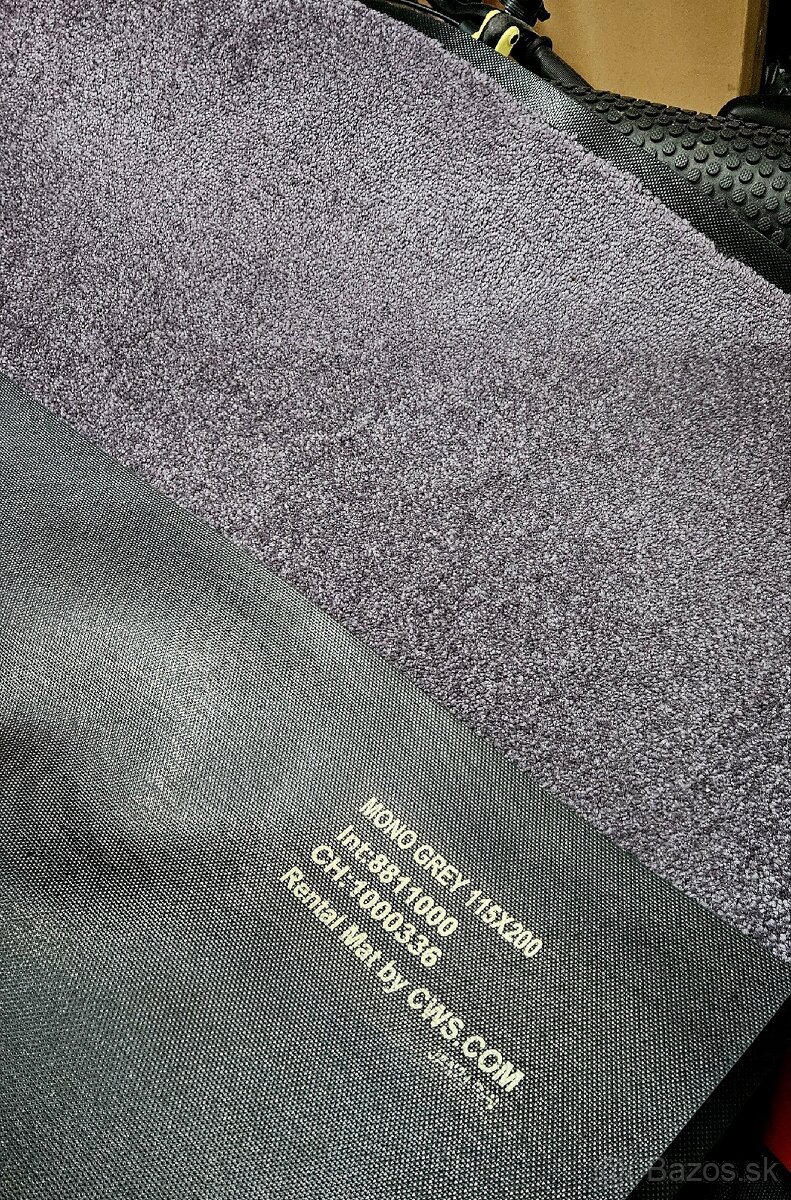 MONO GREY 115X200
Int:8811000
CH:1000336
Rental Mat by CWS.COM
Bazos.sk